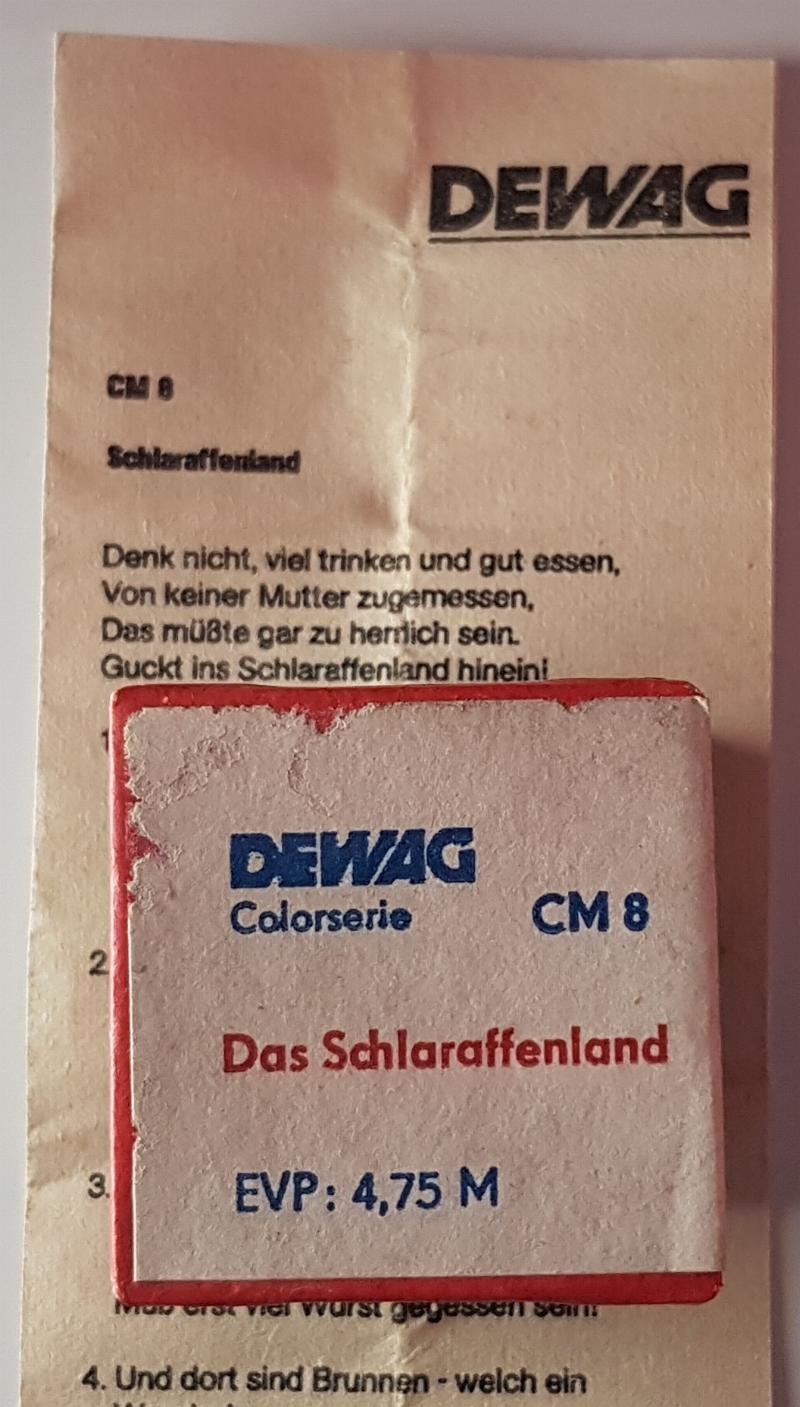 DEWAG
CM 8
Schlaraffenland
Denk nicht, viel trinken und gut essen,
Von keiner Mutter zugemessen,
Das müßte gar zu herrlich sein.
Guckt ins Schlaraffenland hinein!
DEWAG
Colorserie CM 8
Das Schlaraffenland
EVP: 4,75 M
2.
3.
Muß erst viel Wurst gegessen sein!
4. Und dort sind Brunnen - welch ein